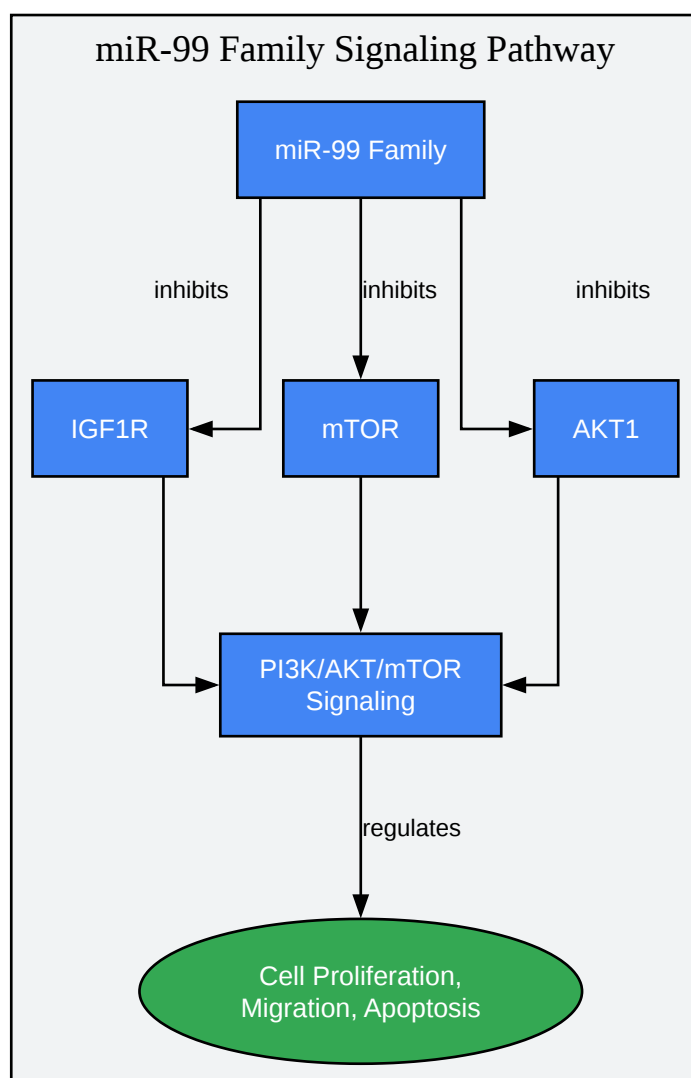 miR-99 Family Signaling Pathway
miR-99 Family
inhibits
inhibits
inhibits
IGF1R
mTOR
AKT1
PI3K/AKT/mTOR
Signaling
regulates
Cell Proliferation,
Migration, Apoptosis